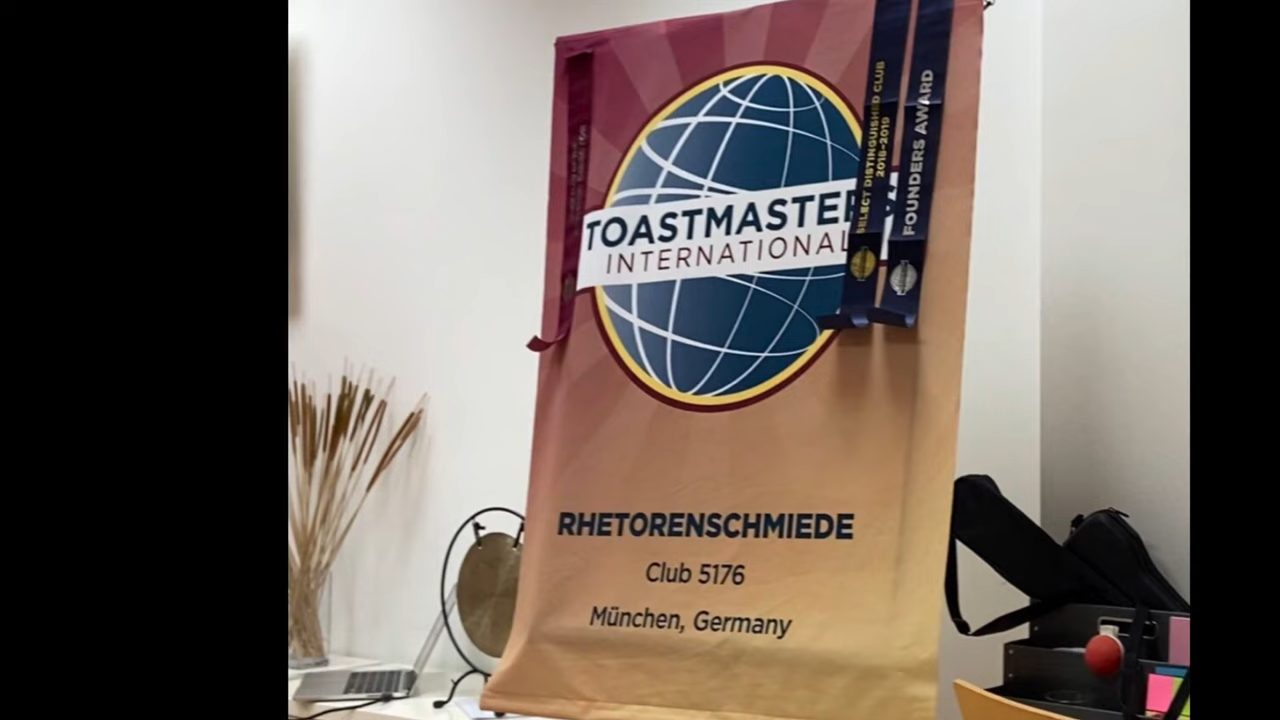 TOASTMASTER
INTERNATIONAL
SELECT DISTINGUISHED CLUB
2018-2019
FOUNDERS AWARD
RHETORENSCHMIEDE
Club 5176
München, Germany